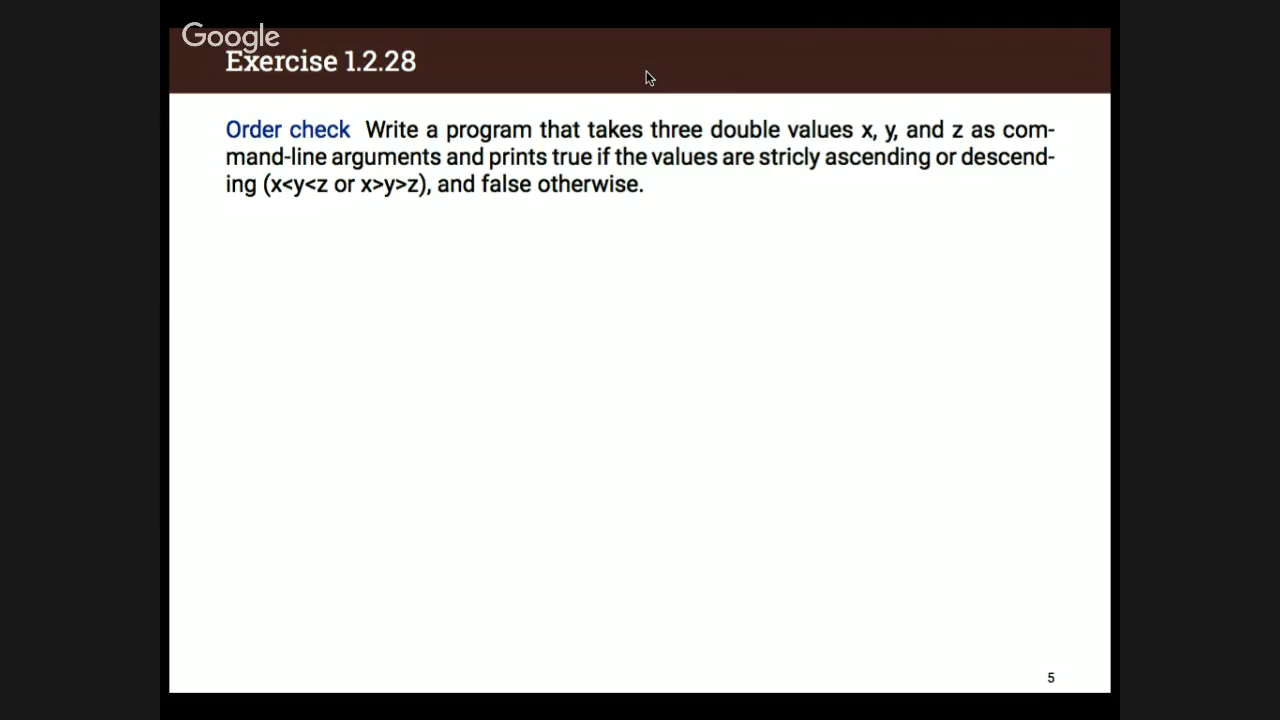 Google
Exercise 1.2.28
Order check Write a program that takes three double values x, y, and z as com-
mand-line arguments and prints true if the values are stricly ascending or descend-
ing (x<y<z or x>y>z), and false otherwise.
5